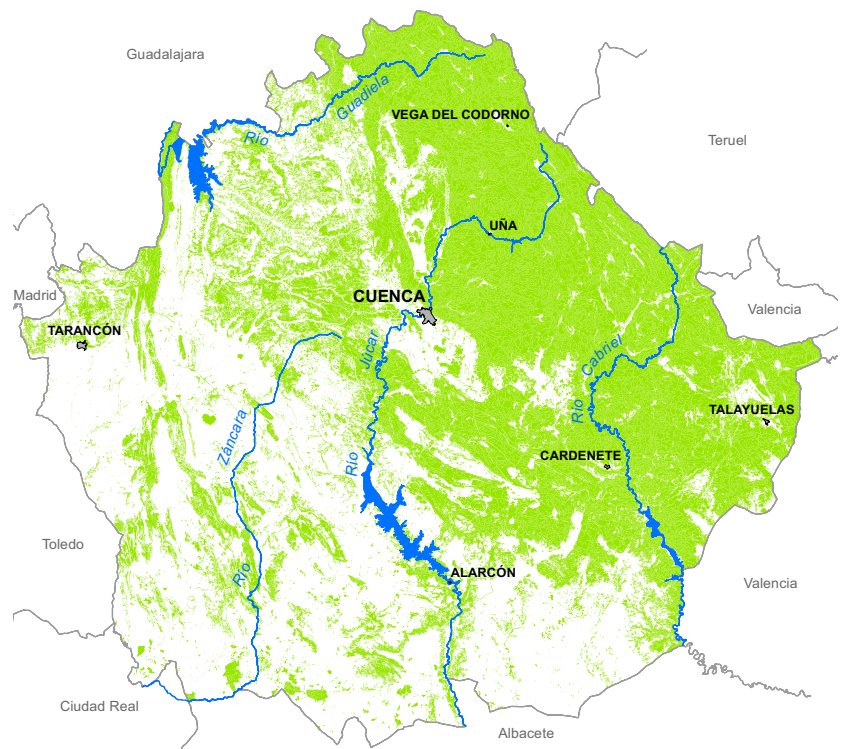 Guadalajara
Río Guadiela
VEGA DEL CODORNO
Teruel
UÑA
Madrid
CUENCA
Valencia
TARANCÓN
Río Júcar
Río Cabriel
TALAYUELAS
Río Záncara
CARDENETE
Toledo
ALARCÓN
Valencia
Ciudad Real
Albacete